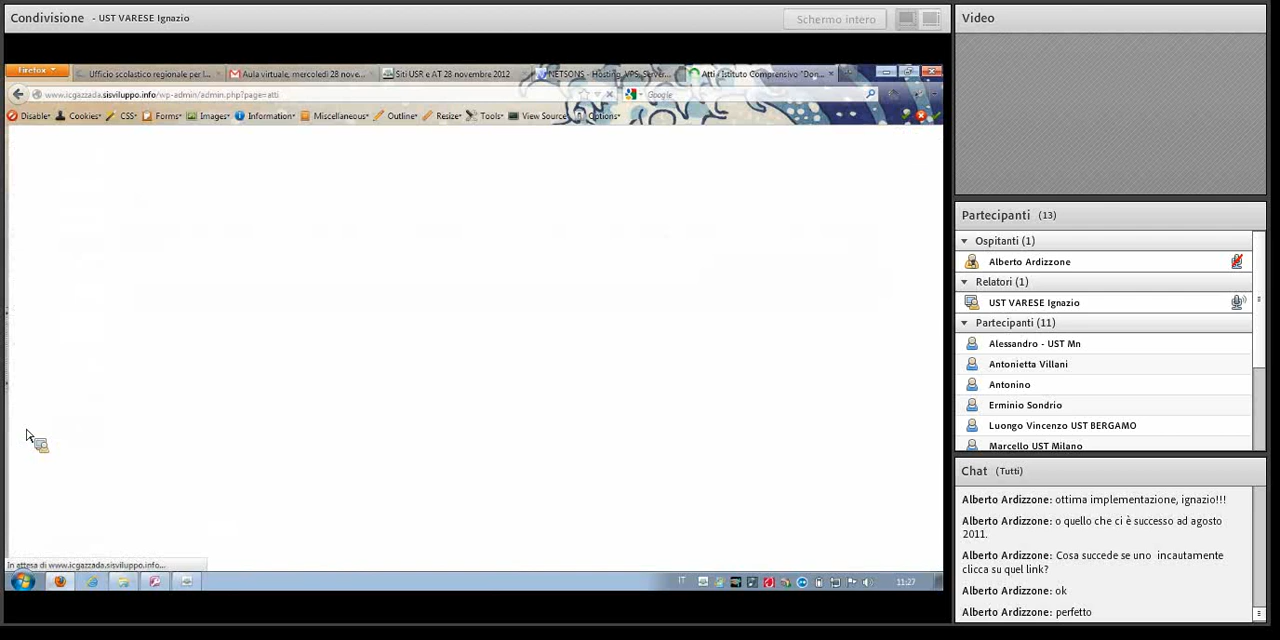 Condivisione - UST VARESE Ignazio
Schermo intero
Firefox
Ufficio scolastico regionale per l...
Aula virtuale, mercoledì 28 nove...
Siti USR e AT 28 novembre 2012
NETSONS - Hosting, VPS, Server...
Atti ‹ Istituto Comprensivo "Don...
www.icgazzada.sisviluppo.info/wp-admin/admin.php?page=atti
Google
Disable
Cookies
CSS
Forms
Images
Information
Miscellaneous
Outline
Resize
Tools
View Source
Options
In attesa di www.icgazzada.sisviluppo.info...
IT
11:27
Video
Partecipanti (13)
Ospitanti (1)
Alberto Ardizzone
Relatori (1)
UST VARESE Ignazio
Partecipanti (11)
Alessandro - UST Mn
Antonietta Villani
Antonino
Erminio Sondrio
Luongo Vincenzo UST BERGAMO
Marcello UST Milano
Chat (Tutti)
Alberto Ardizzone: ottima implementazione, ignazio!!!
Alberto Ardizzone: o quello che ci è successo ad agosto
2011.
Alberto Ardizzone: Cosa succede se uno incautamente
clicca su quel link?
Alberto Ardizzone: ok
Alberto Ardizzone: perfetto